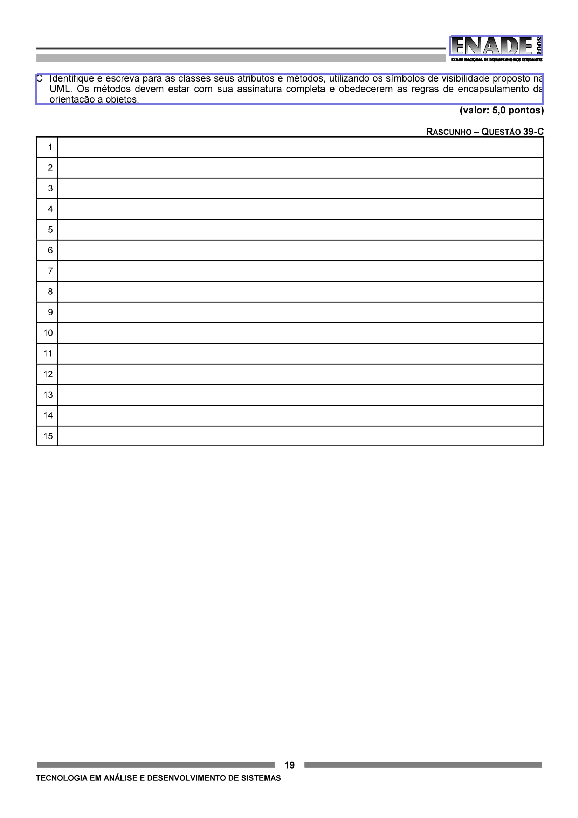 ENADE
2008
EXAME NACIONAL DE DESEMPENHO DOS ESTUDANTES
C Identifique e escreva para as classes seus atributos e métodos, utilizando os símbolos de visibilidade proposto na
UML. Os métodos devem estar com sua assinatura completa e obedecerem as regras de encapsulamento da
orientação a objetos.
(valor: 5,0 pontos)
RASCUNHO – QUESTÃO 39-C
1
2
3
4
5
6
7
8
9
10
11
12
13
14
15
19
TECNOLOGIA EM ANÁLISE E DESENVOLVIMENTO DE SISTEMAS